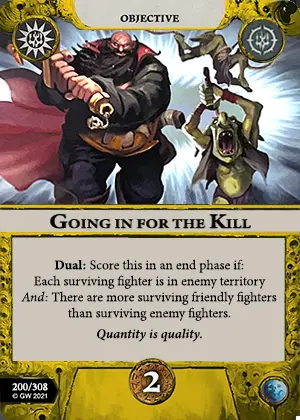 OBJECTIVE
GOING IN FOR THE KILL
Dual: Score this in an end phase if:
Each surviving fighter is in enemy territory
And: There are more surviving friendly fighters
than surviving enemy fighters.
Quantity is quality.
200/308
© GW 2021
2